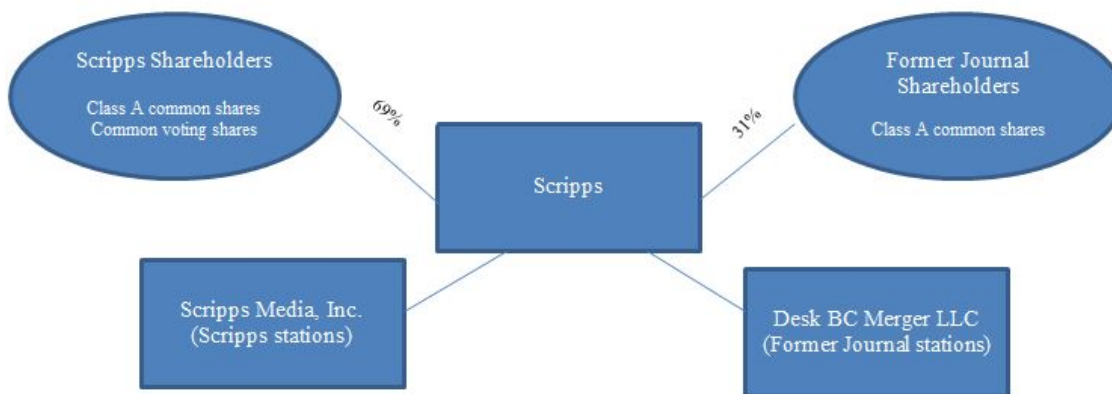 Scripps Shareholders
Class A common shares
Common voting shares
69%
Former Journal
Shareholders
Class A common shares
31%
Scripps
Scripps Media, Inc.
(Scripps stations)
Desk BC Merger LLC
(Former Journal stations)